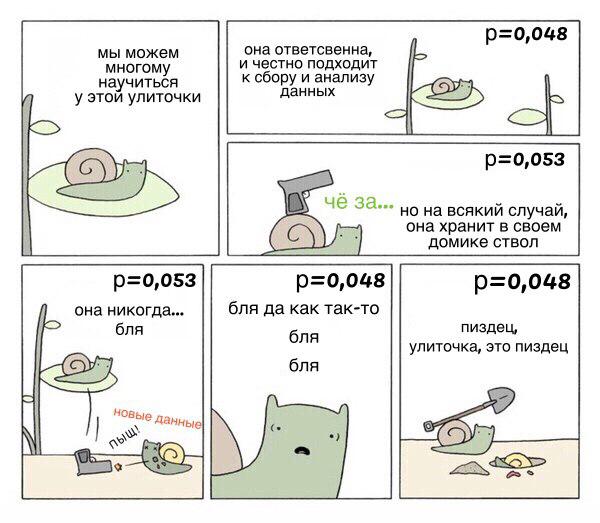 мы можем
многому
научиться
у этой улиточки
p=0,048
она ответсвенна,
и честно подходит
к сбору и анализу
данных
p=0,053
чё за...
но на всякий случай,
она хранит в своем
домике ствол
p=0,053
она никогда...
бля
новые данные
пыщ!
p=0,048
бля да как так-то
бля
бля
p=0,048
пиздец,
улиточка, это пиздец